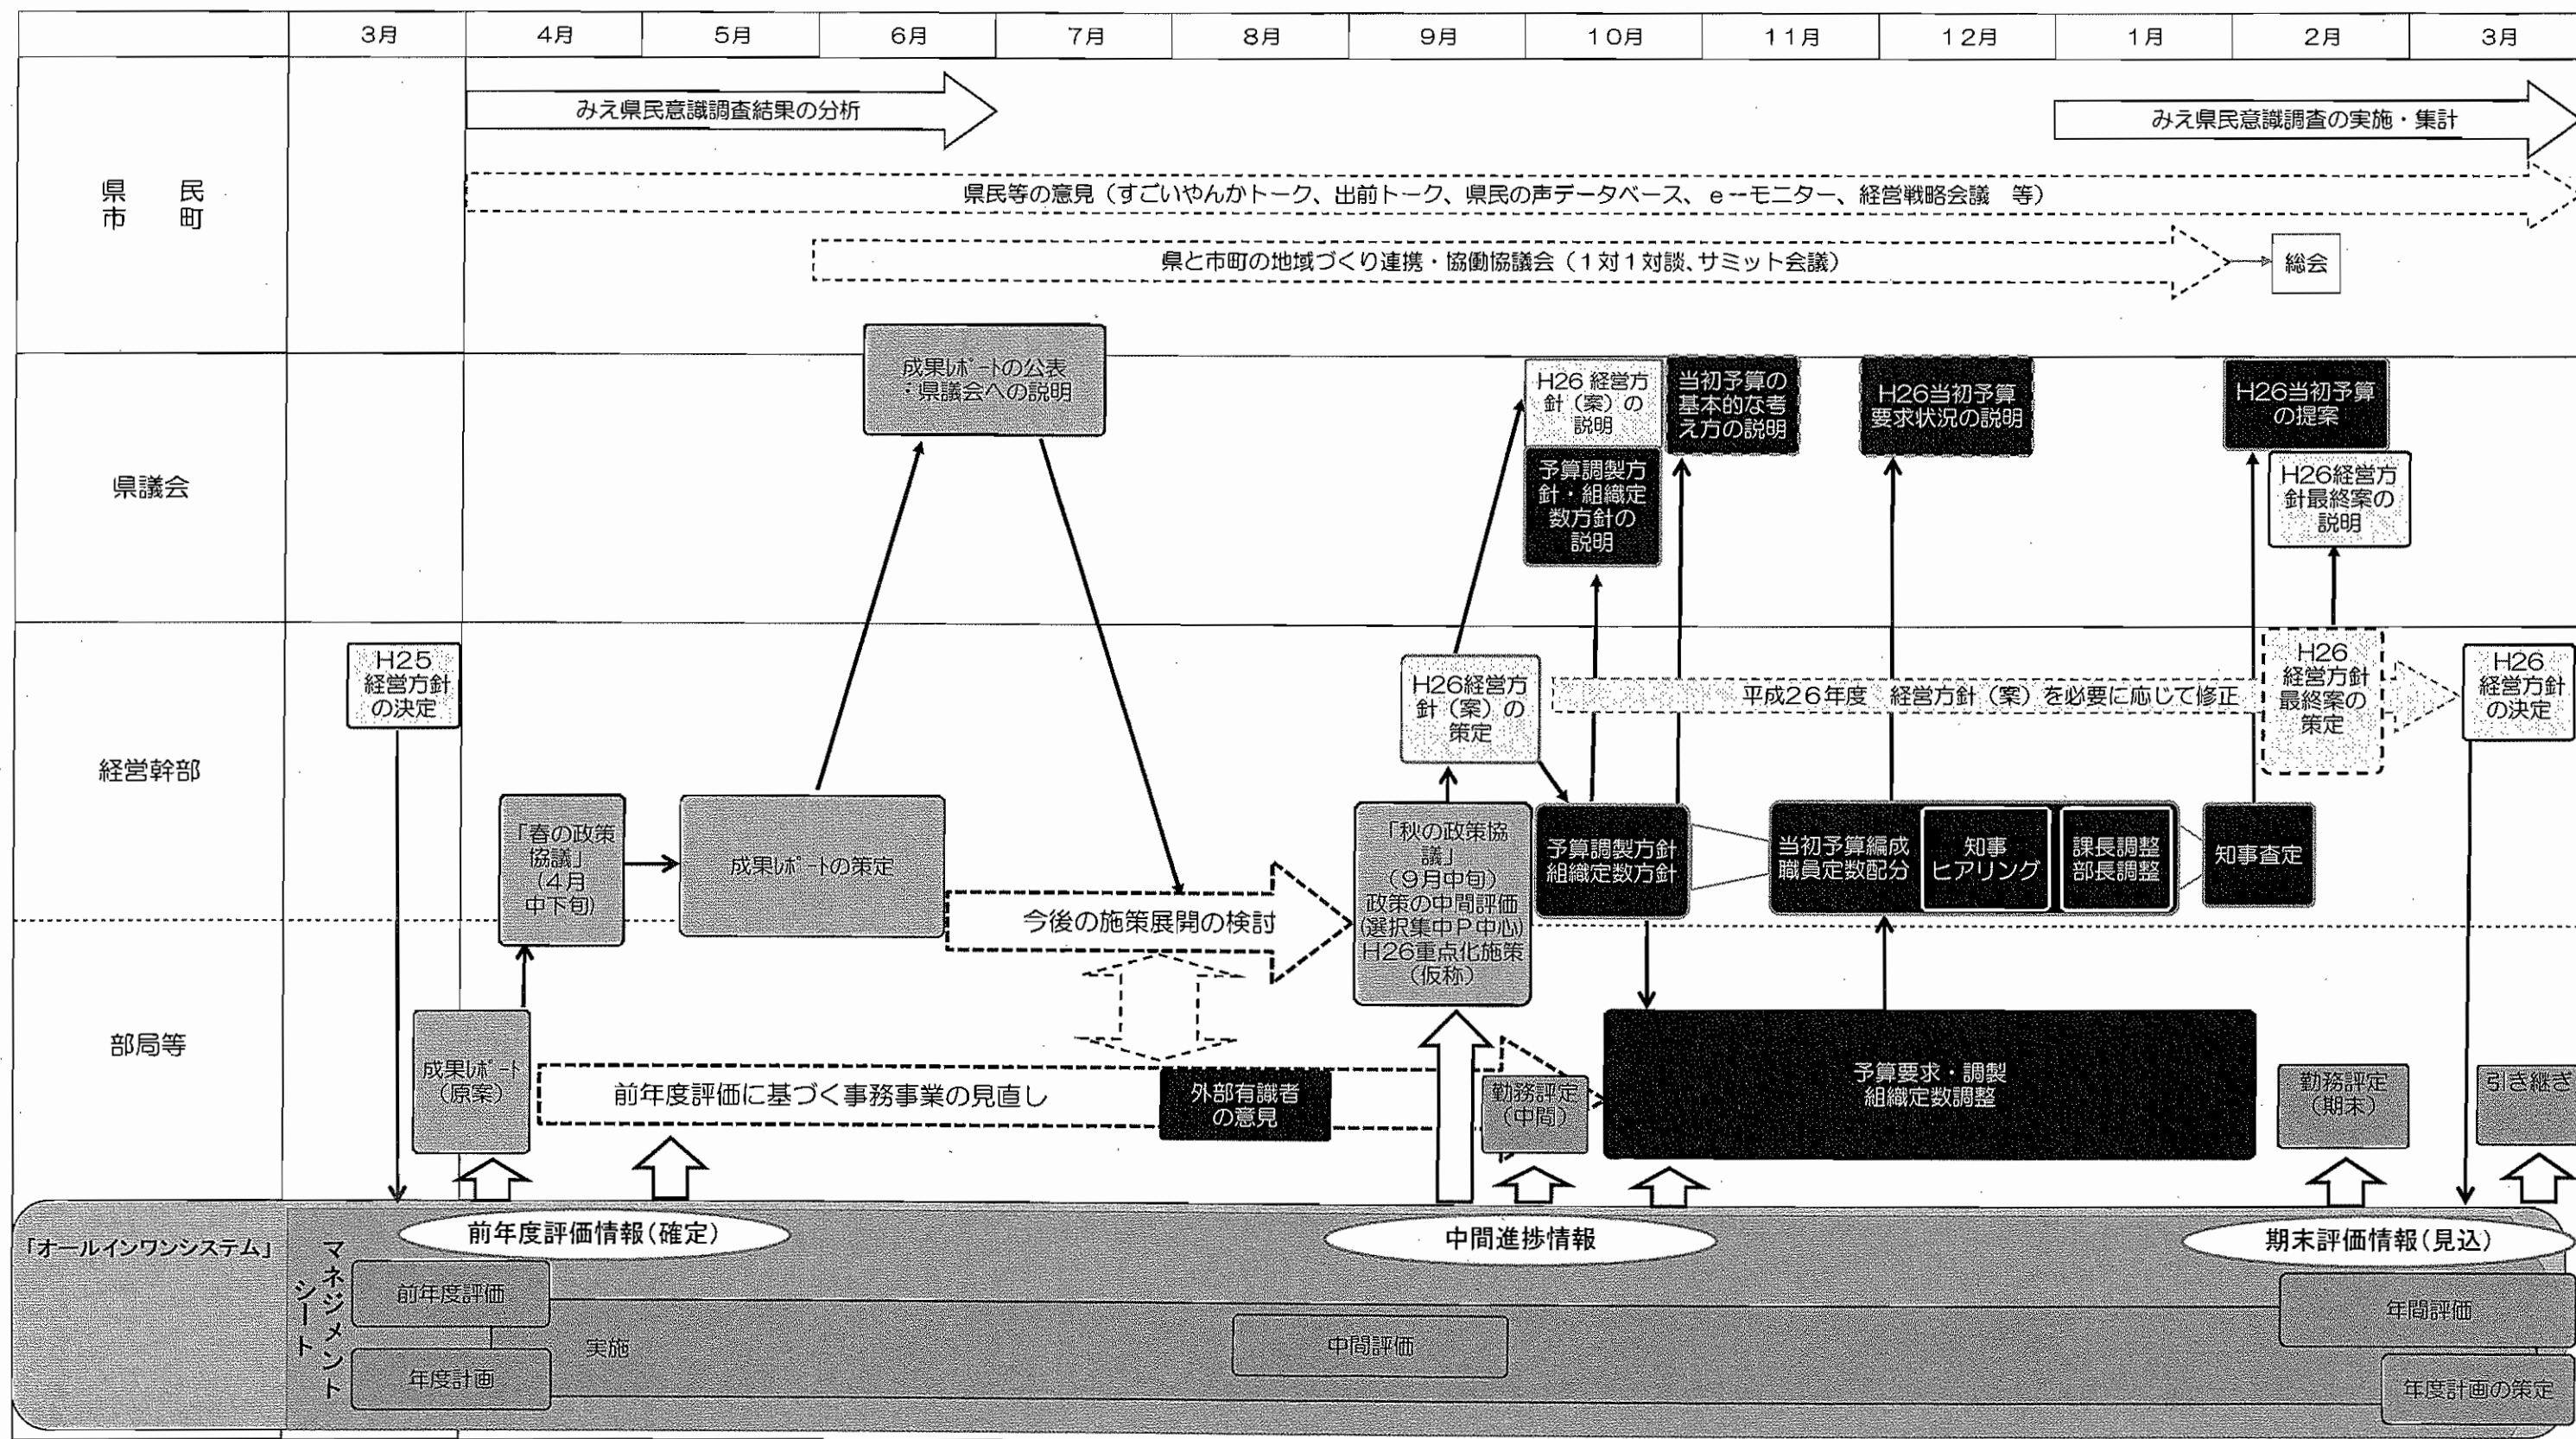 3月
4月
5月
6月
7月
8月
9月
10月
11月
12月
1月
2月
3月
県　民
市　町
みえ県民意識調査結果の分析
みえ県民意識調査の実施・集計
県民等の意見（すごいやんかトーク、出前トーク、県民の声データベース、e－モニター、経営戦略会議　等）
県と市町の地域づくり連携・協働協議会（1対1対談、サミット会議）
総会
県議会
成果ﾚﾎﾟｰﾄの公表
・県議会への説明
H26 経営方
針（案）の
説明
予算調製方
針・組織定
数方針の
説明
当初予算の
基本的な考
え方の説明
H26当初予算
要求状況の説明
H26当初予算
の提案
H26経営方
針最終案の
説明
経営幹部
H25
経営方針
の決定
「春の政策
協議」
（4月
中下旬）
成果ﾚﾎﾟｰﾄの策定
今後の施策展開の検討
H26経営方
針（案）の
策定
平成26年度　経営方針（案）を必要に応じて修正
H26
経営方針
最終案の
策定
H26
経営方針
の決定
「秋の政策協
議」
（9月中旬）
政策の中間評価
（選択集中P中心）
H26重点化施策
（仮称）
予算調製方針
組織定数方針
当初予算編成
職員定数配分
知事
ヒアリング
課長調整
部長調整
知事査定
部局等
成果ﾚﾎﾟｰﾄ
（原案）
前年度評価に基づく事務事業の見直し
外部有識者
の意見
勤務評定
（中間）
予算要求・調製
組織定数調整
勤務評定
（期末）
引き継き
「オールインワンシステム」
マネジメント
シート
前年度評価情報（確定）
中間進捗情報
期末評価情報（見込）
前年度評価
年度計画
実施
中間評価
年間評価
年度計画の策定